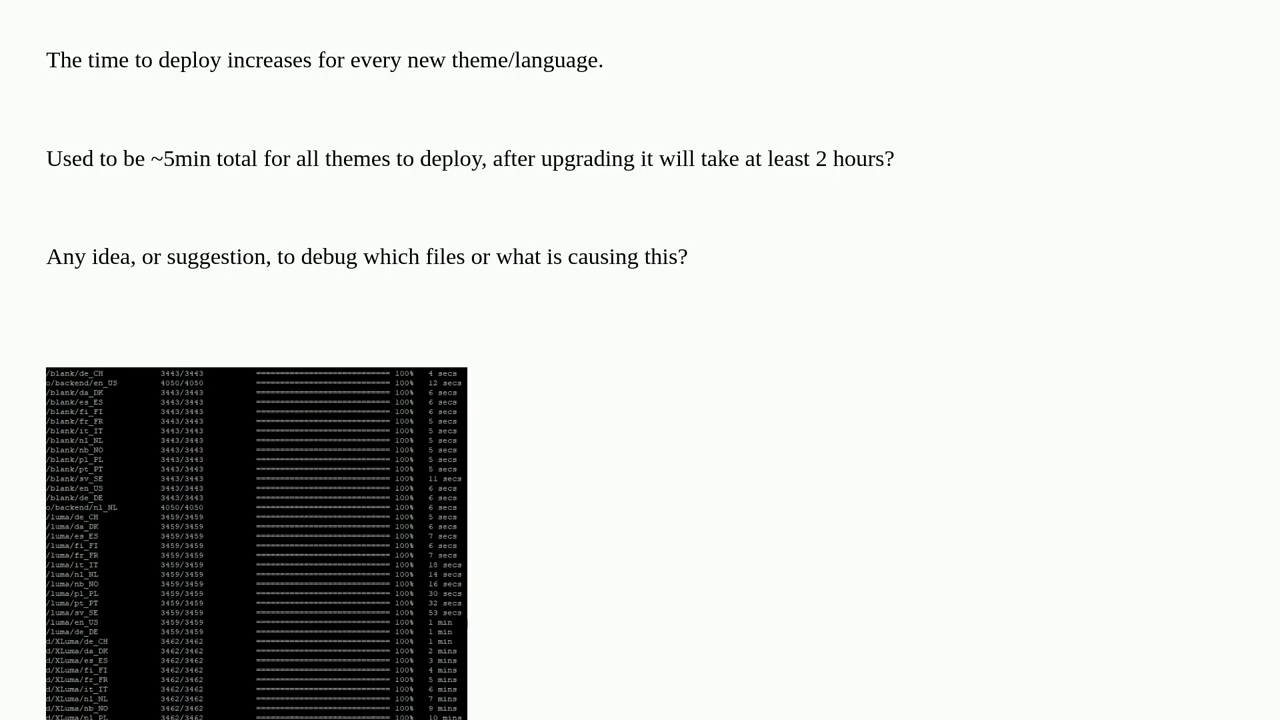 The time to deploy increases for every new theme/language.
Used to be ~5min total for all themes to deploy, after upgrading it will take at least 2 hours?
Any idea, or suggestion, to debug which files or what is causing this?
/blank/de_CH 3443/3443 ============================ 100% 4 secs
o/backend/en_US 4050/4050 ============================ 100% 12 secs
/blank/da_DK 3443/3443 ============================ 100% 6 secs
/blank/es_ES 3443/3443 ============================ 100% 6 secs
/blank/fi_FI 3443/3443 ============================ 100% 6 secs
/blank/fr_FR 3443/3443 ============================ 100% 5 secs
/blank/it_IT 3443/3443 ============================ 100% 5 secs
/blank/nl_NL 3443/3443 ============================ 100% 5 secs
/blank/nb_NO 3443/3443 ============================ 100% 5 secs
/blank/pl_PL 3443/3443 ============================ 100% 5 secs
/blank/pt_PT 3443/3443 ============================ 100% 5 secs
/blank/sv_SE 3443/3443 ============================ 100% 11 secs
/blank/en_US 3443/3443 ============================ 100% 6 secs
/blank/de_DE 3443/3443 ============================ 100% 6 secs
o/backend/nl_NL 4050/4050 ============================ 100% 6 secs
/luma/de_CH 3459/3459 ============================ 100% 5 secs
/luma/da_DK 3459/3459 ============================ 100% 6 secs
/luma/es_ES 3459/3459 ============================ 100% 7 secs
/luma/fi_FI 3459/3459 ============================ 100% 6 secs
/luma/fr_FR 3459/3459 ============================ 100% 7 secs
/luma/it_IT 3459/3459 ============================ 100% 18 secs
/luma/nl_NL 3459/3459 ============================ 100% 14 secs
/luma/nb_NO 3459/3459 ============================ 100% 16 secs
/luma/pl_PL 3459/3459 ============================ 100% 30 secs
/luma/pt_PT 3459/3459 ============================ 100% 32 secs
/luma/sv_SE 3459/3459 ============================ 100% 53 secs
/luma/en_US 3459/3459 ============================ 100% 1 min
/luma/de_DE 3459/3459 ============================ 100% 1 min
d/XLuma/de_CH 3462/3462 ============================ 100% 1 min
d/XLuma/da_DK 3462/3462 ============================ 100% 2 mins
d/XLuma/es_ES 3462/3462 ============================ 100% 3 mins
d/XLuma/fi_FI 3462/3462 ============================ 100% 4 mins
d/XLuma/fr_FR 3462/3462 ============================ 100% 5 mins
d/XLuma/it_IT 3462/3462 ============================ 100% 6 mins
d/XLuma/nl_NL 3462/3462 ============================ 100% 7 mins
d/XLuma/nb_NO 3462/3462 ============================ 100% 9 mins
d/XLuma/pl_PL 3462/3462 ============================ 100% 10 mins